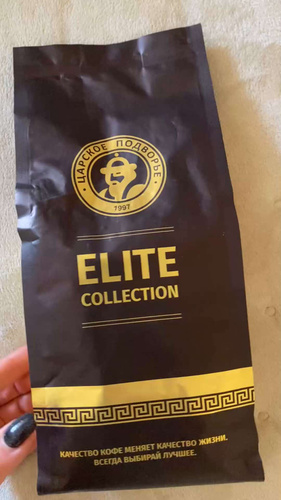 ЦАРСКОЕ ПОДВОРЬЕ
1997
ELITE
COLLECTION
КАЧЕСТВО КОФЕ МЕНЯЕТ КАЧЕСТВО ЖИЗНИ.
ВСЕГДА ВЫБИРАЙ ЛУЧШЕЕ.